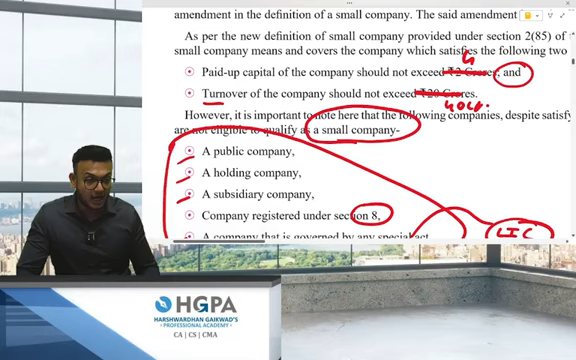 amendment in the definition of a small company. The said amendment
As per the new definition of small company provided under section 2(85) of
small company means and covers the company which satisfies the following two
Paid-up capital of the company should not exceed ₹2 Crores; and
4
Turnover of the company should not exceed ₹20 Crores.
40 cr.
However, it is important to note here that the following companies, despite satisfy
are not eligible to qualify as a small company-
A public company,
A holding company,
A subsidiary company,
Company registered under section 8,
A company that is governed by any special act
LIC
HGPA
HARSHWARDHAN GAIKWAD'S
PROFESSIONAL ACADEMY
CA | CS | CMA